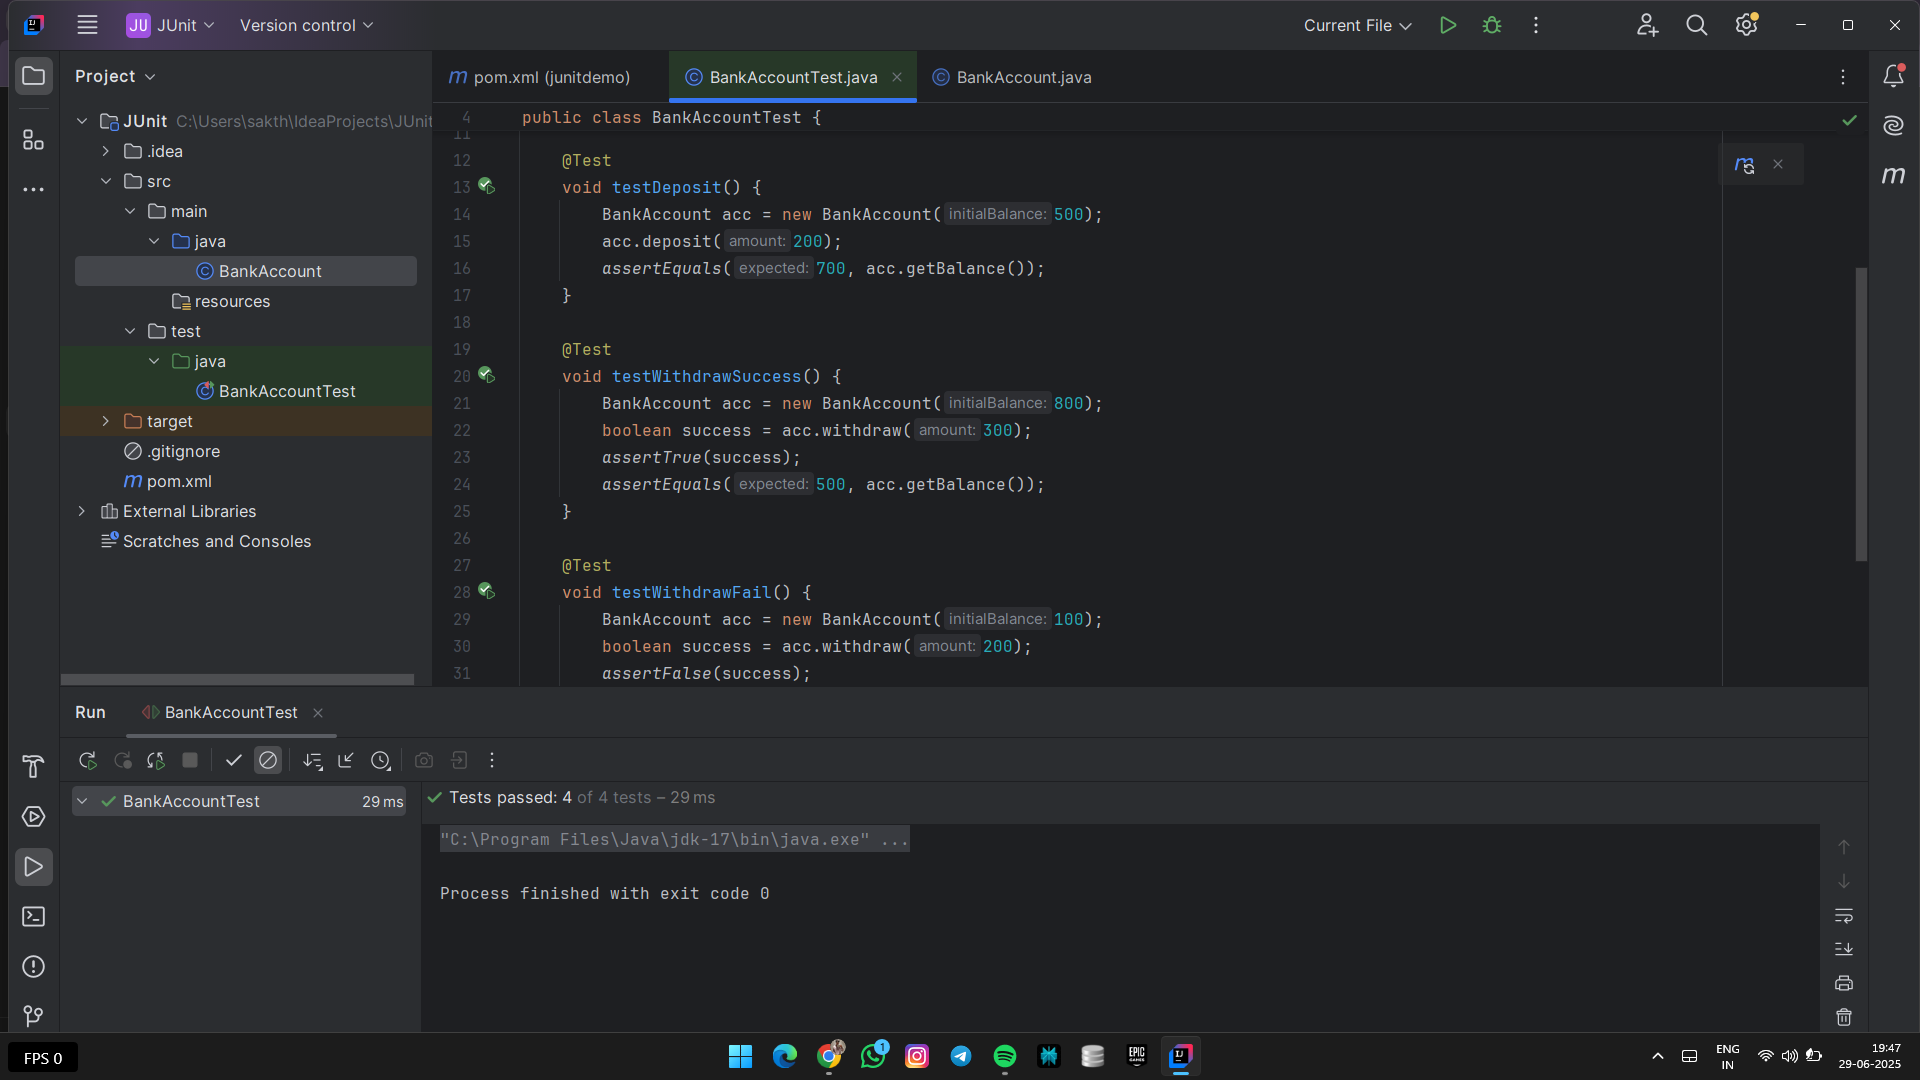 JU JUnit Version control Current File
Project
pom.xml (junitdemo) BankAccountTest.java BankAccount.java
JUnit C:\Users\sakth\IdeaProjects\JUnit
.idea
src
main
java
BankAccount
resources
test
java
BankAccountTest
target
.gitignore
m pom.xml
External Libraries
Scratches and Consoles
4 public class BankAccountTest {
11
12 @Test
13 void testDeposit() {
14 BankAccount acc = new BankAccount( initialBalance: 500);
15 acc.deposit( amount: 200);
16 assertEquals( expected: 700, acc.getBalance());
17 }
18
19 @Test
20 void testWithdrawSuccess() {
21 BankAccount acc = new BankAccount( initialBalance: 800);
22 boolean success = acc.withdraw( amount: 300);
23 assertTrue(success);
24 assertEquals( expected: 500, acc.getBalance());
25 }
26
27 @Test
28 void testWithdrawFail() {
29 BankAccount acc = new BankAccount( initialBalance: 100);
30 boolean success = acc.withdraw( amount: 200);
31 assertFalse(success);
Run BankAccountTest
BankAccountTest 29 ms
Tests passed: 4 of 4 tests – 29 ms
"C:\Program Files\Java\jdk-17\bin\java.exe" ...
Process finished with exit code 0
FPS 0
1
EPIC GAMES
ENG
IN
19:47
29-06-2025